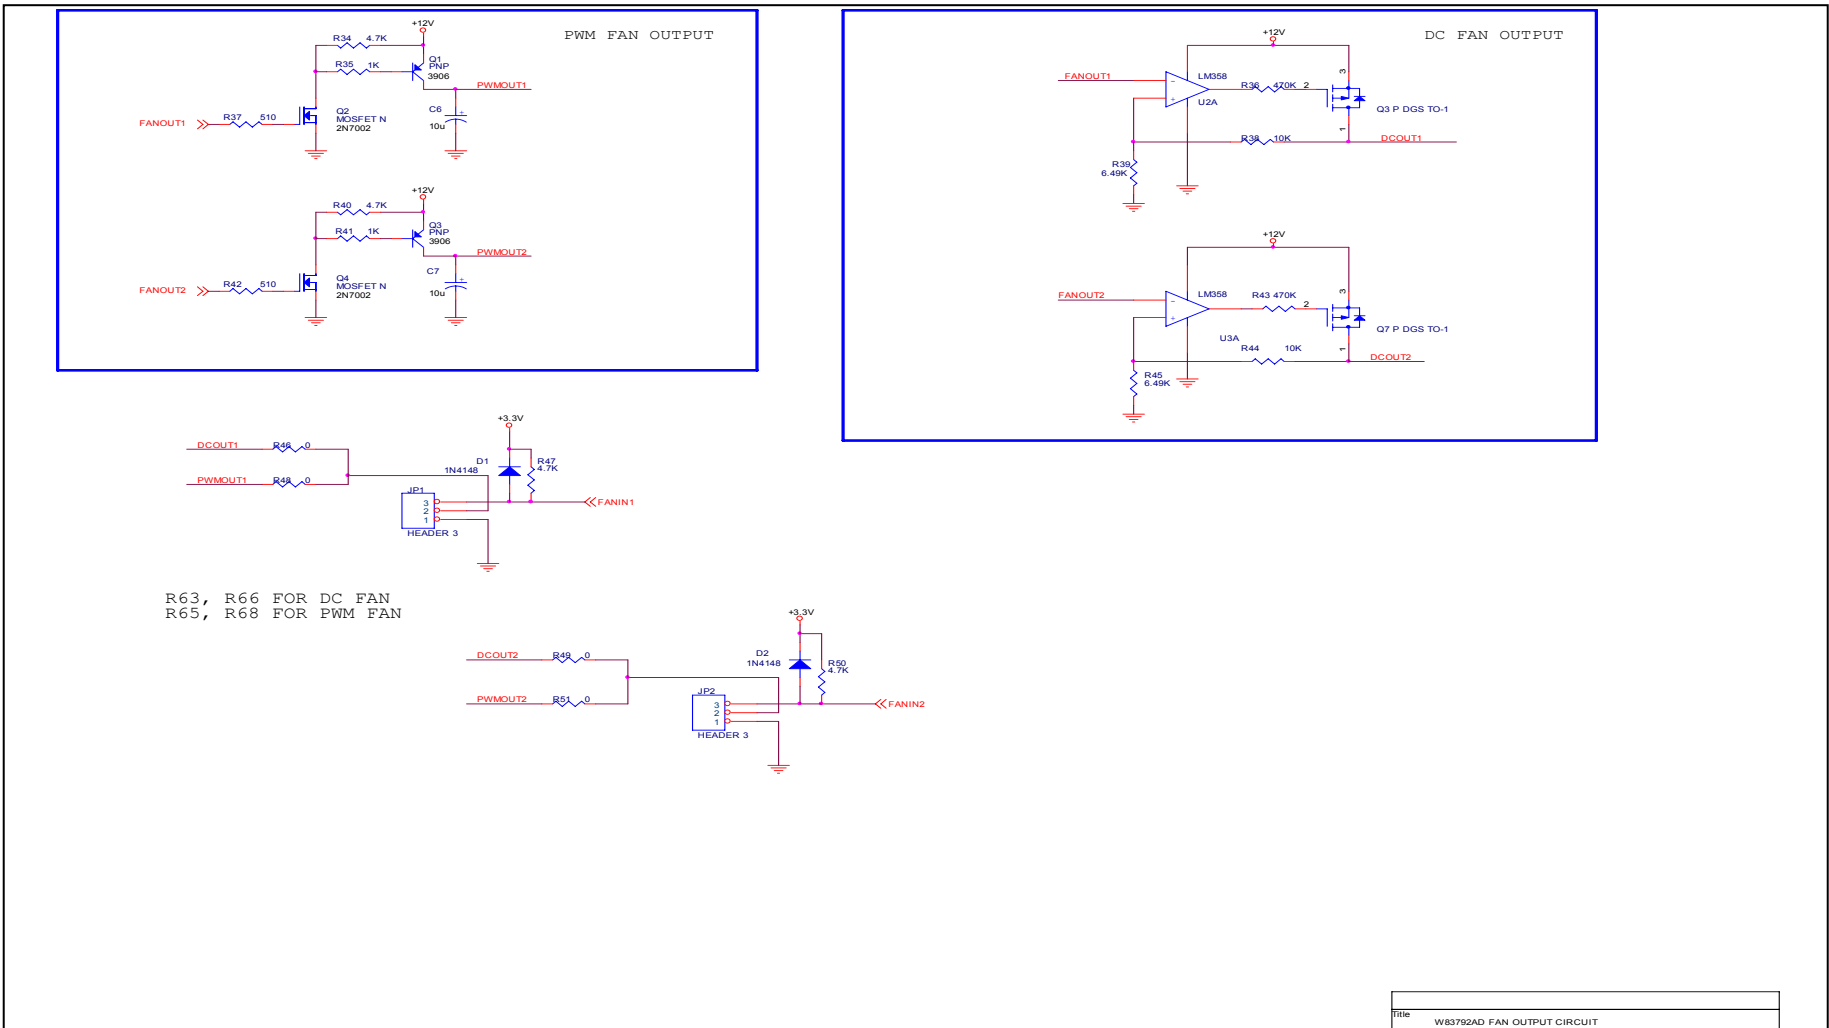 PWM FAN OUTPUT
+12V
R34 4.7K
R35 1K
Q1
PNP
3906
PWMOUT1
C6
10u
+
FANOUT1
R37 510
Q2
MOSFET N
2N7002
+12V
R40 4.7K
R41 1K
Q3
PNP
3906
PWMOUT2
C7
10u
+
FANOUT2
R42 510
Q4
MOSFET N
2N7002
DC FAN OUTPUT
+12V
FANOUT1
-
+
LM358
U2A
R36 470K 2
3
1
Q3 P DGS TO-1
R38 10K
DCOUT1
R39
6.49K
+12V
FANOUT2
-
+
LM358
U3A
R43 470K
2
3
1
Q7 P DGS TO-1
R44 10K
DCOUT2
R45
6.49K
+3.3V
DCOUT1
R46 0
PWMOUT1
R48 0
D1
1N4148
R47
4.7K
JP1
3
2
1
HEADER 3
FANIN1
R63, R66 FOR DC FAN
R65, R68 FOR PWM FAN
+3.3V
DCOUT2
R49 0
PWMOUT2
R51 0
D2
1N4148
R50
4.7K
JP2
3
2
1
HEADER 3
FANIN2
Title
W83792AD FAN OUTPUT CIRCUIT